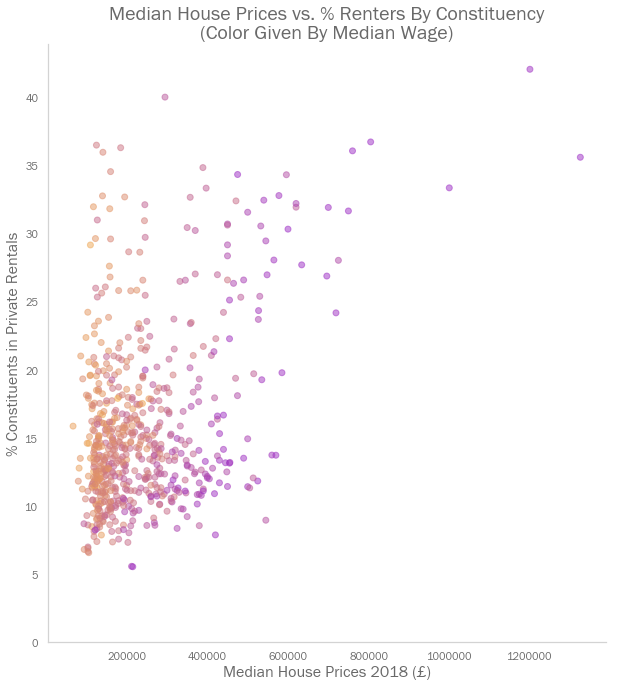 Median House Prices vs. % Renters By Constituency
(Color Given By Median Wage)
% Constituents in Private Rentals
40
35
30
25
20
15
10
5
0
200000 400000 600000 800000 1000000 1200000
Median House Prices 2018 (£)